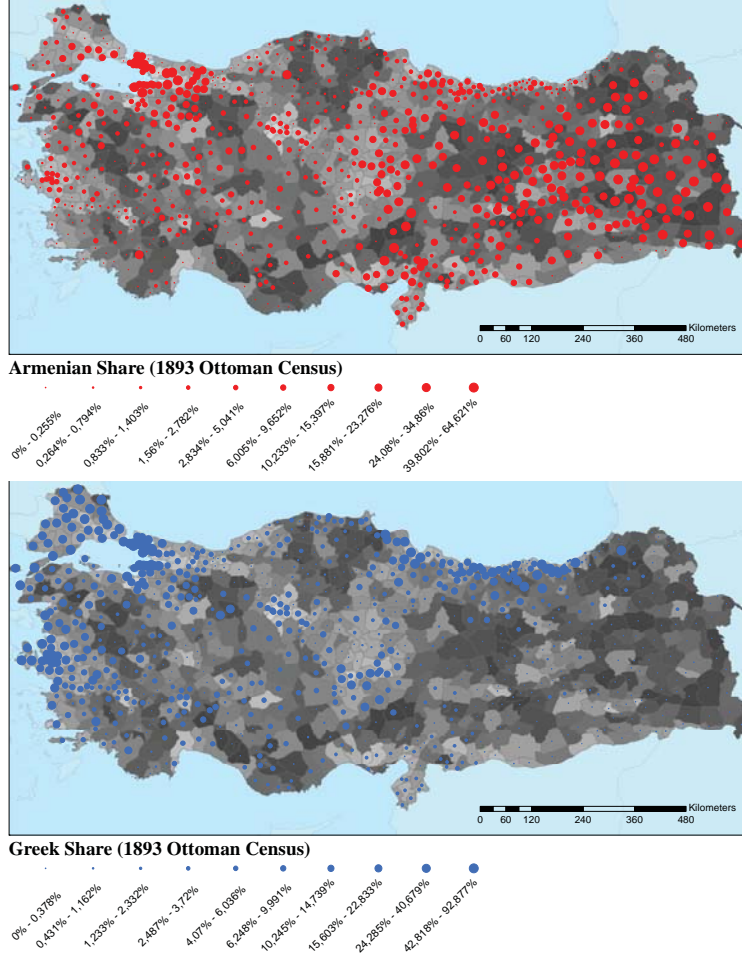 Kilometers
0 60 120 240 360 480
Armenian Share (1893 Ottoman Census)
0% - 0,255%
0,264% - 0,794%
0,833% - 1,403%
1,56% - 2,782%
2,834% - 5,041%
6,005% - 9,652%
10,233% - 15,397%
15,881% - 23,276%
24,08% - 34,86%
39,802% - 64,621%
Kilometers
0 60 120 240 360 480
Greek Share (1893 Ottoman Census)
0% - 0,378%
0,431% - 1,162%
1,233% - 2,332%
2,487% - 3,72%
4,07% - 6,036%
6,248% - 9,991%
10,245% - 14,739%
15,603% - 22,833%
24,285% - 40,679%
42,818% - 92,877%